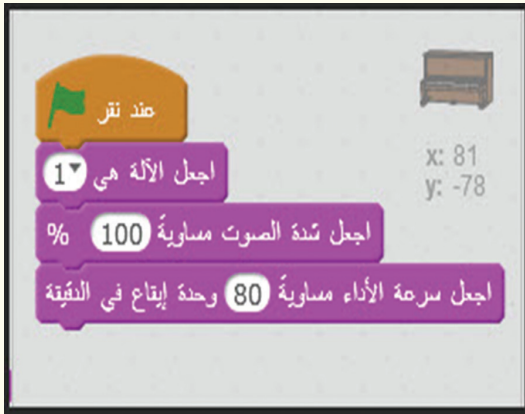 عند نقر
اجعل الآلة هي 1
x: 81
y: -78
اجعل شدة الصوت مساويةً 100 %
اجعل سرعة الأداء مساويةً 80 وحدة إيقاع في الدقيقة